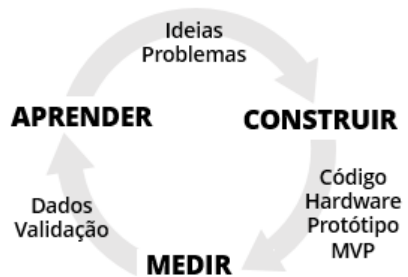 Ideias
Problemas
APRENDER
CONSTRUIR
Código
Hardware
Protótipo
MVP
Dados
Validação
MEDIR